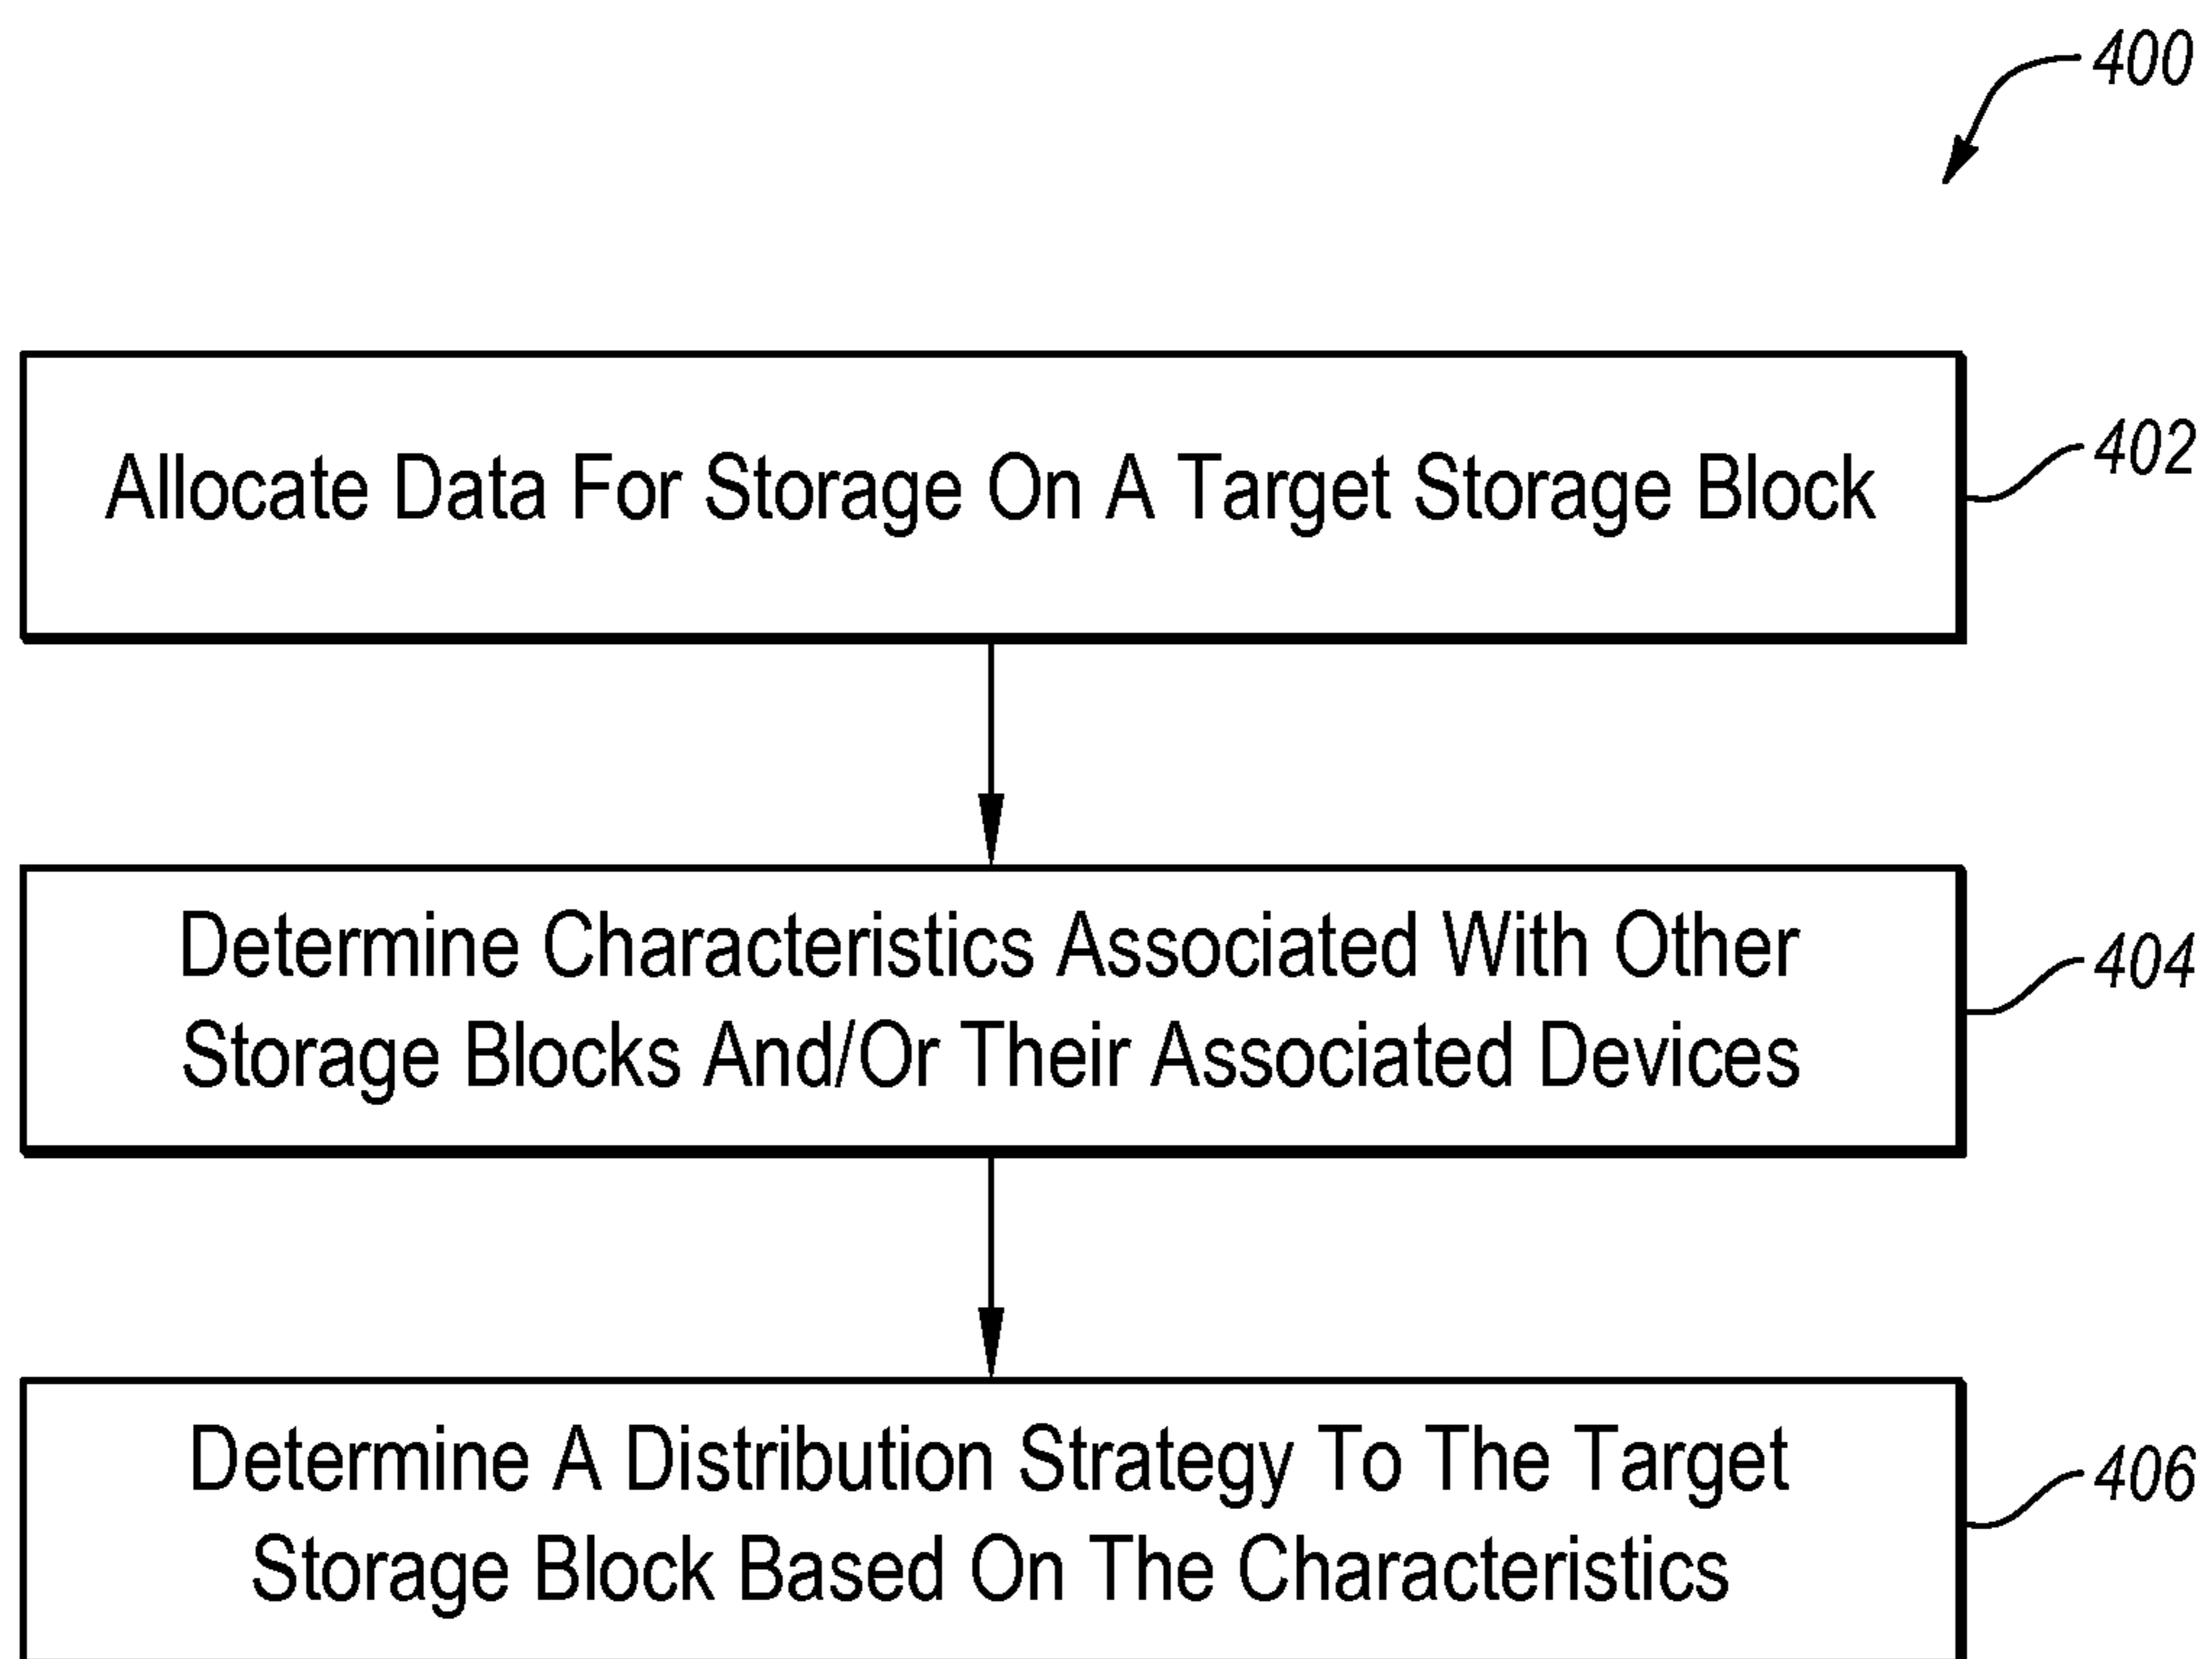 400
Allocate Data For Storage On A Target Storage Block
402
Determine Characteristics Associated With Other
Storage Blocks And/Or Their Associated Devices
404
Determine A Distribution Strategy To The Target
Storage Block Based On The Characteristics
406